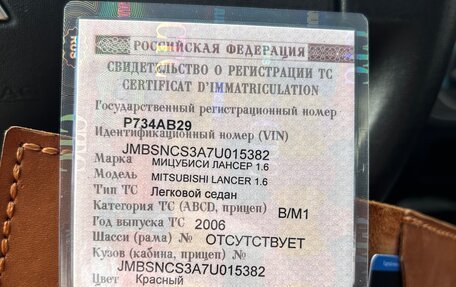 RUS
РОССИЙСКАЯ ФЕДЕРАЦИЯ
СВИДЕТЕЛЬСТВО О РЕГИСТРАЦИИ ТС
CERTIFICAT D'IMMATRICULATION
Государственный регистрационный номер
Р734АВ29
Идентификационный номер (VIN)
JMBSNCS3A7U015382
Марка МИЦУБИСИ ЛАНСЕР 1.6
Модель MITSUBISHI LANCER 1.6
Тип ТС Легковой седан
Категория ТС (ABCD, прицеп) B/M1
Год выпуска ТС 2006
Шасси (рама) № ОТСУТСТВУЕТ
Кузов (кабина, прицеп) №
JMBSNCS3A7U015382
Цвет Красный